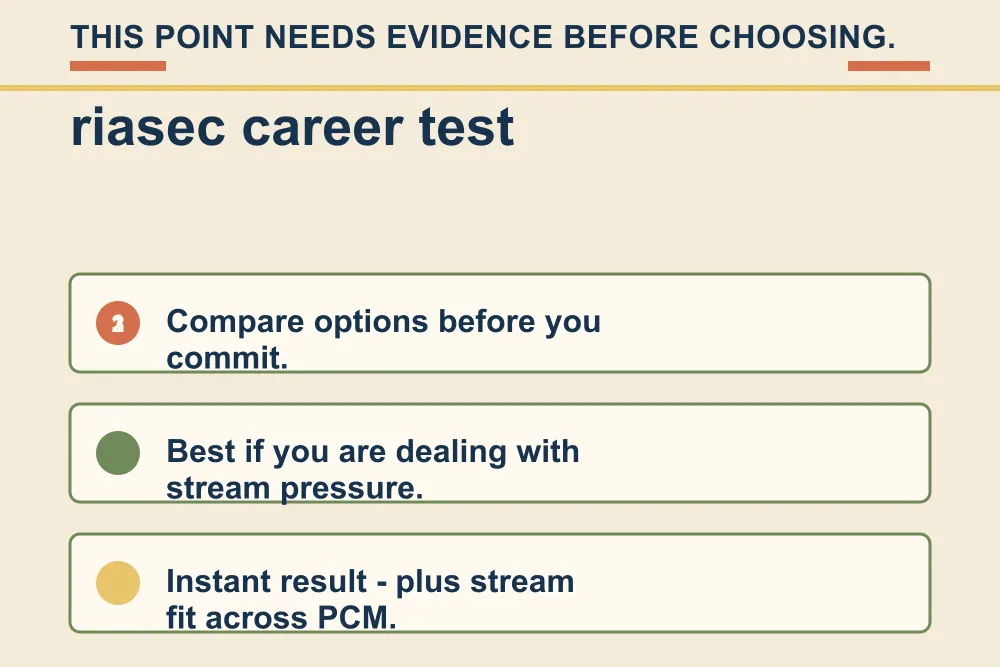 THIS POINT NEEDS EVIDENCE BEFORE CHOOSING.
riasec career test
Compare options before you
commit.
Best if you are dealing with
stream pressure.
Instant result - plus stream
fit across PCM.